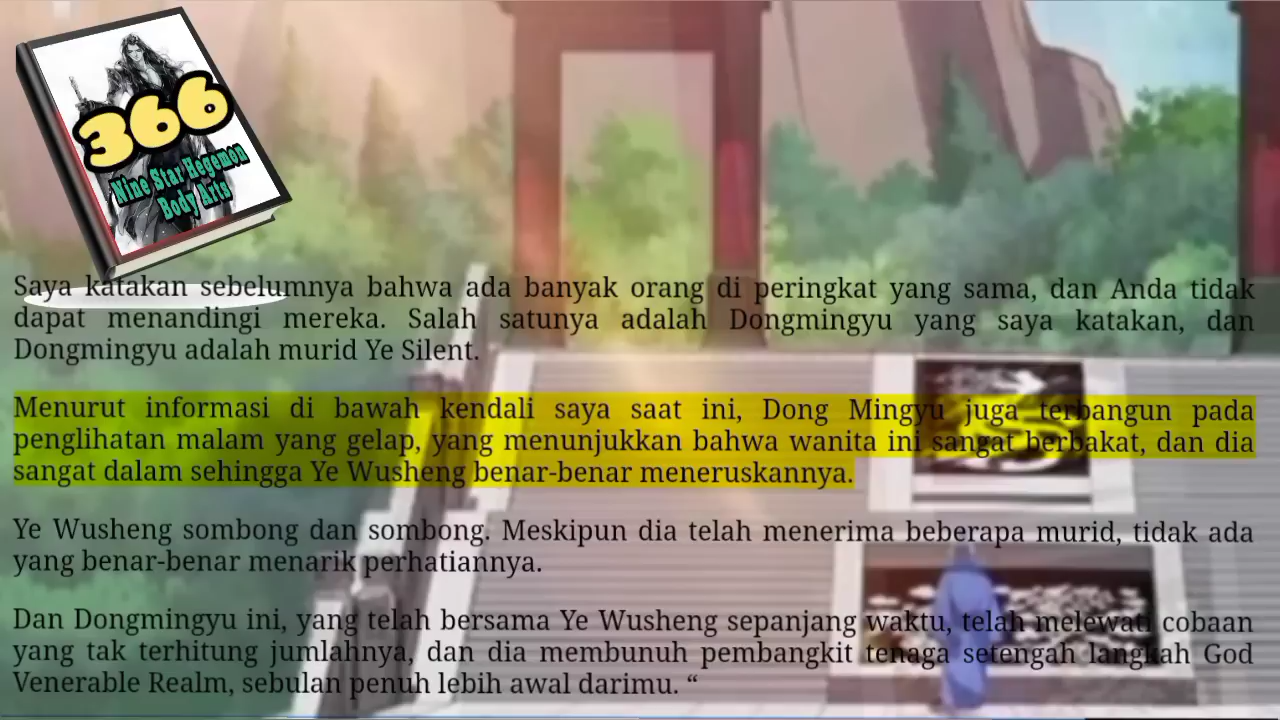 366
Nine Star Hegemon
Body Arts
Saya katakan sebelumnya bahwa ada banyak orang di peringkat yang sama, dan Anda tidak
dapat menandingi mereka. Salah satunya adalah Dongmingyu yang saya katakan, dan
Dongmingyu adalah murid Ye Silent.
Menurut informasi di bawah kendali saya saat ini, Dong Mingyu juga terbangun pada
penglihatan malam yang gelap, yang menunjukkan bahwa wanita ini sangat berbakat, dan dia
sangat dalam sehingga Ye Wusheng benar-benar meneruskannya.
Ye Wusheng sombong dan sombong. Meskipun dia telah menerima beberapa murid, tidak ada
yang benar-benar menarik perhatiannya.
Dan Dongmingyu ini, yang telah bersama Ye Wusheng sepanjang waktu, telah melewati cobaan
yang tak terhitung jumlahnya, dan dia membunuh pembangkit tenaga setengah langkah God
Venerable Realm, sebulan penuh lebih awal darimu. “